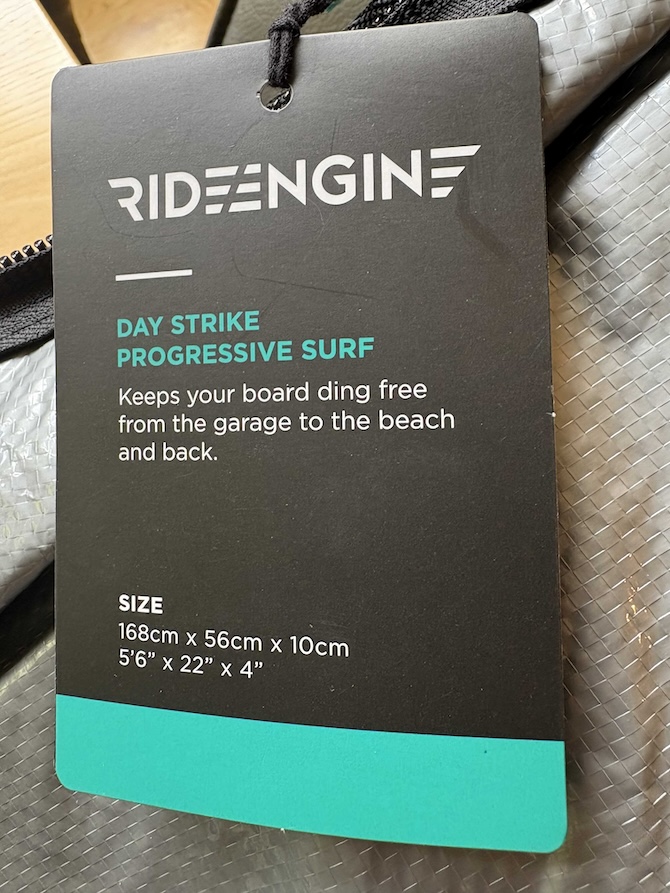 RIDEENGINE
DAY STRIKE
PROGRESSIVE SURF
Keeps your board ding free
from the garage to the beach
and back.
SIZE
168cm x 56cm x 10cm
5'6” x 22” x 4”